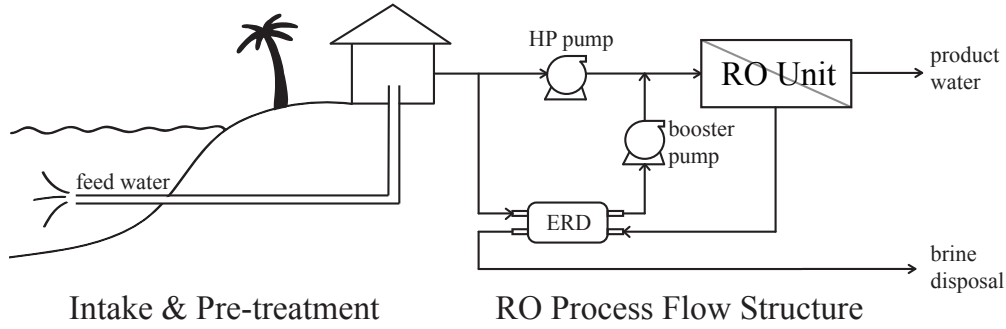 HP pump
RO Unit
product
water
booster
pump
feed water
ERD
brine
disposal
Intake & Pre-treatment
RO Process Flow Structure